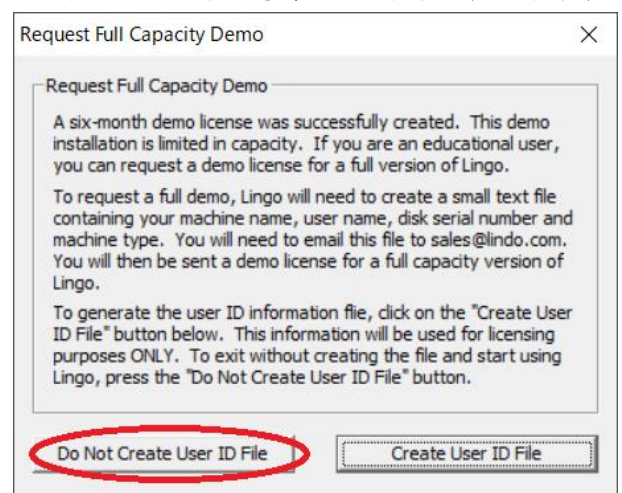 Request Full Capacity Demo
Request Full Capacity Demo
A six-month demo license was successfully created. This demo
installation is limited in capacity. If you are an educational user,
you can request a demo license for a full version of Lingo.
To request a full demo, Lingo will need to create a small text file
containing your machine name, user name, disk serial number and
machine type. You will need to email this file to sales@lindo.com.
You will then be sent a demo license for a full capacity version of
Lingo.
To generate the user ID information flie, click on the "Create User
ID File" button below. This information will be used for licensing
purposes ONLY. To exit without creating the file and start using
Lingo, press the "Do Not Create User ID File" button.
Do Not Create User ID File
Create User ID File